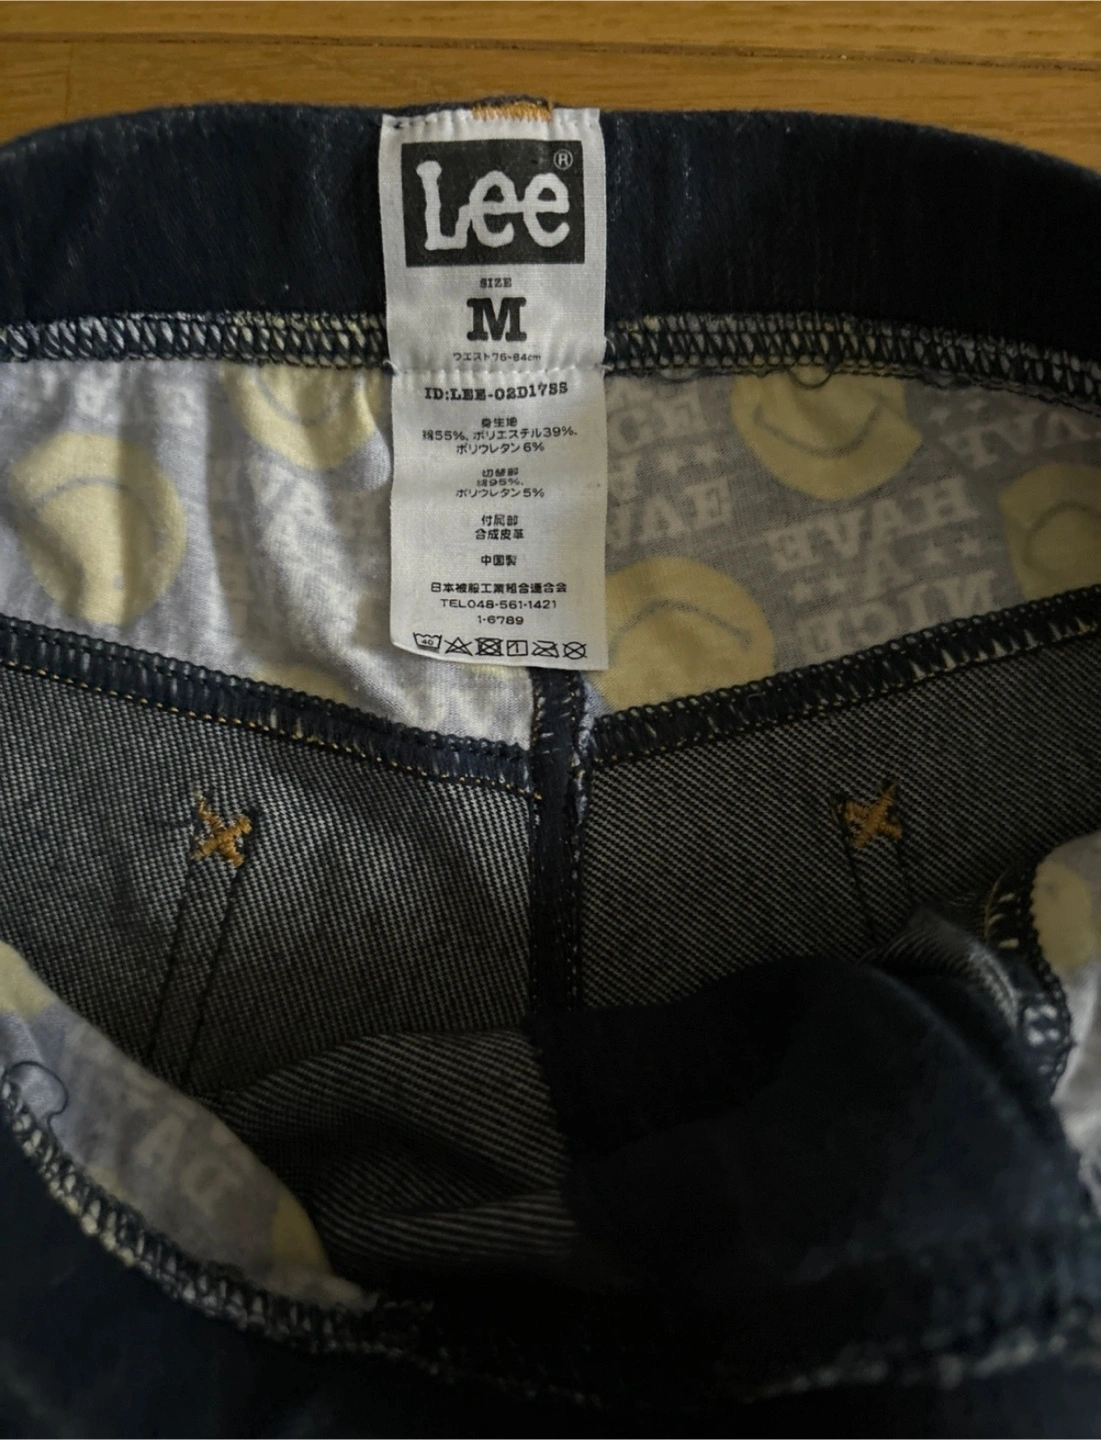 Lee®
SIZE
M
ウエスト76-84cm
ID:LEE-02D17SS
身生地
綿55%、ポリエステル39%、
ポリウレタン6%
切替部
綿95%、
ポリウレタン5%
付属部
合成皮革
中国製
日本被服工業組合連合会
TEL048-561-1421
1-6789
40
HAVE
A
NICE
HAVE
A
NICE